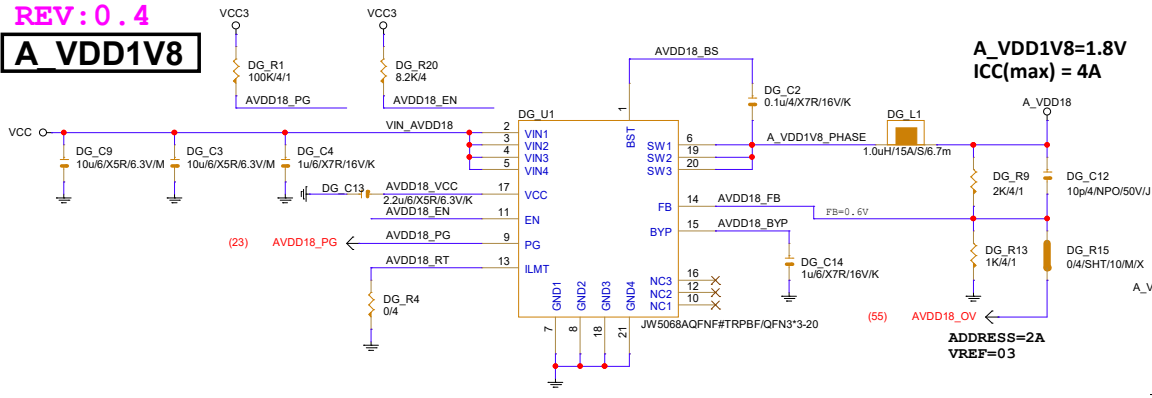 REV:0.4
A_VDD1V8
VCC3
VCC3
DG_R1
100K/4/1
DG_R20
8.2K/4
AVDD18_PG
AVDD18_EN
AVDD18_BS
A_VDD1V8=1.8V
ICC(max) = 4A
DG_C2
0.1u/4/X7R/16V/K
VCC
VIN_AVDD18
DG_U1
DG_L1
A_VDD18
DG_C9
10u/6/X5R/6.3V/M
DG_C3
10u/6/X5R/6.3V/M
DG_C4
1u/6/X7R/16V/K
2
3
4
5
VIN1
VIN2
VIN3
VIN4
1
BST
SW1
SW2
SW3
6
19
20
A_VDD1V8_PHASE
1.0uH/15A/S/6.7m
DG_C13
AVDD18_VCC
2.2u/6/X5R/6.3V/K
17
VCC
AVDD18_EN
11
EN
(23)
AVDD18_PG
AVDD18_PG
9
PG
AVDD18_RT
13
ILMT
DG_R4
0/4
FB
14
AVDD18_FB
FB=0.6V
BYP
15
AVDD18_BYP
DG_R9
2K/4/1
DG_C12
10p/4/NPO/50V/J
DG_C14
1u/6/X7R/16V/K
DG_R13
1K/4/1
DG_R15
0/4/SHT/10/M/X
NC3
NC2
NC1
16
12
10
GND1
GND2
GND3
GND4
7
8
18
21
JW5068AQFNF#TRPBF/QFN3*3-20
(55)
AVDD18_OV
ADDRESS=2A
VREF=03
A_V